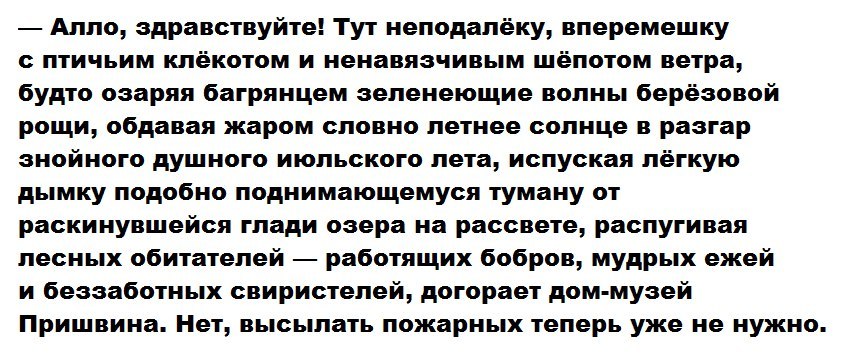 — Алло, здравствуйте! Тут неподалёку, вперемешку
с птичьим клёкотом и ненавязчивым шёпотом ветра,
будто озаряя багрянцем зеленеющие волны берёзовой
рощи, обдавая жаром словно летнее солнце в разгар
знойного душного июльского лета, испуская лёгкую
дымку подобно поднимающемуся туману от
раскинувшейся глади озера на рассвете, распугивая
лесных обитателей — работящих бобров, мудрых ежей
и беззаботных свиристелей, догорает дом-музей
Пришвина. Нет, высылать пожарных теперь уже не нужно.